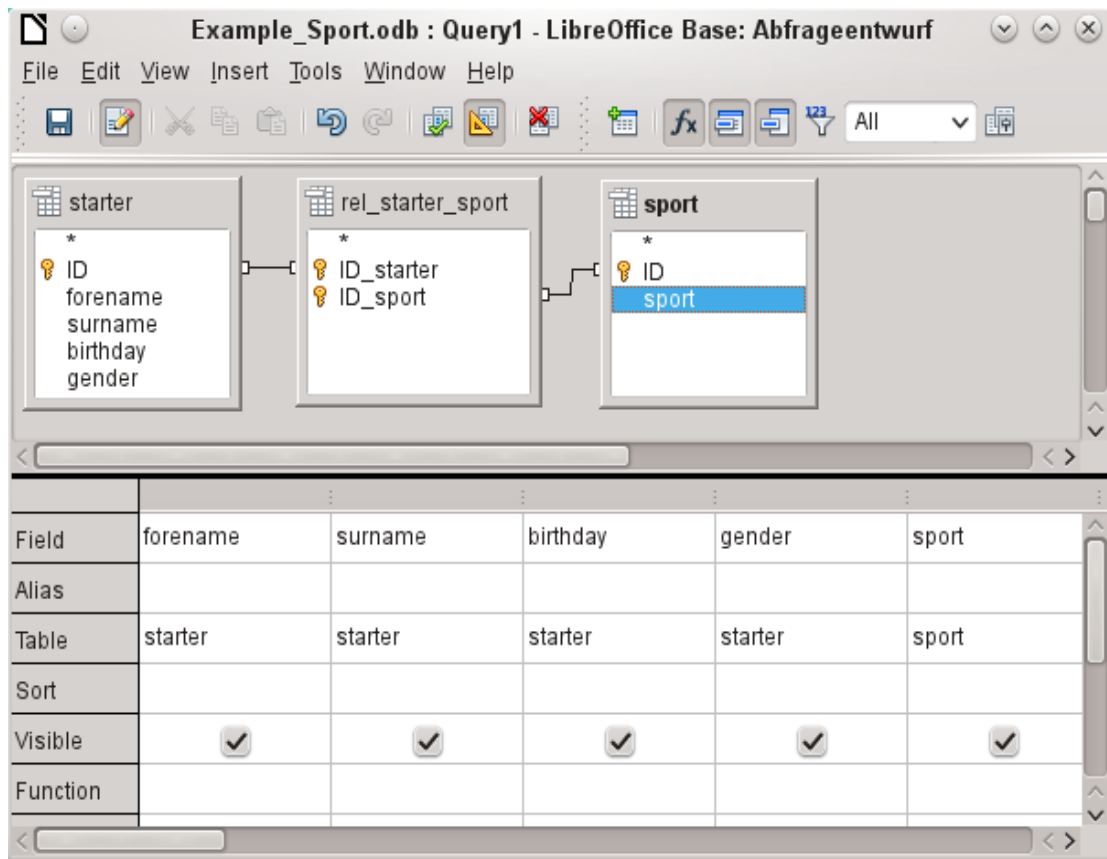 Example_Sport.odb : Query1 - LibreOffice Base: Abfrageentwurf
File Edit View Insert Tools Window Help
fx 123 All
starter
*
ID
forename
surname
birthday
gender
rel_starter_sport
*
ID_starter
ID_sport
sport
*
ID
sport
Field forename surname birthday gender sport
Alias
Table starter starter starter starter sport
Sort
Visible
Function